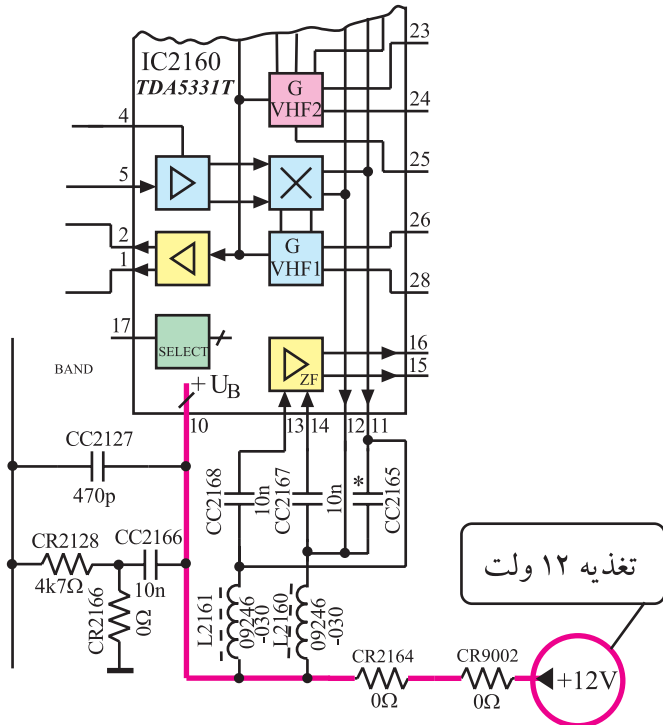 IC2160
TDA5331T
G
VHF2
23
24
25
4
5
2
1
G
VHF1
26
28
17
SELECT
BAND
ZF
16
15
+U_B
10
13
14
12
11
CC2127
470p
CC2168
10n
CC2167
10n
*
CC2165
CR2128
4k7Ω
CC2166
10n
CR2166
0Ω
L2161
09246
-030
L2160
09246
-030
CR2164
0Ω
CR9002
0Ω
+12V
تغذیه ۱۲ ولت